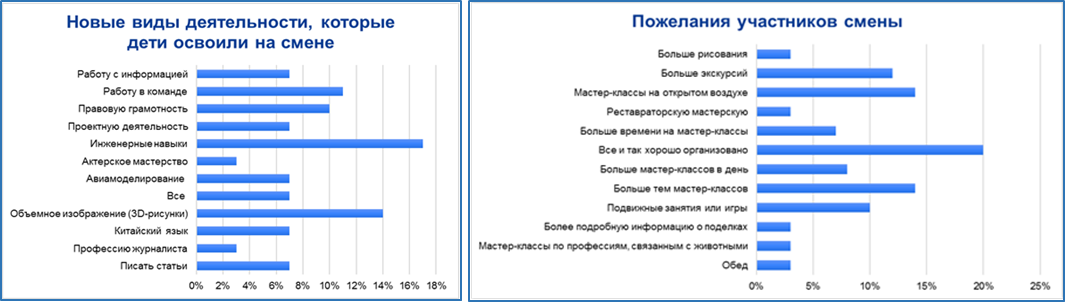 Новые виды деятельности, которые
дети освоили на смене
Работу с информацией
Работу в команде
Правовую грамотность
Проектную деятельность
Инженерные навыки
Актерское мастерство
Авиамоделирование
Все
Объемное изображение (3D-рисунки)
Китайский язык
Профессию журналиста
Писать статьи
0% 2% 4% 6% 8% 10% 12% 14% 16% 18%
Пожелания участников смены
Больше рисования
Больше экскурсий
Мастер-классы на открытом воздухе
Реставраторскую мастерскую
Больше времени на мастер-классы
Все и так хорошо организовано
Больше мастер-классов в день
Больше тем мастер-классов
Подвижные занятия или игры
Более подробную информацию о поделках
Мастер-классы по профессиям, связанным с животными
Обед
0% 5% 10% 15% 20% 25%